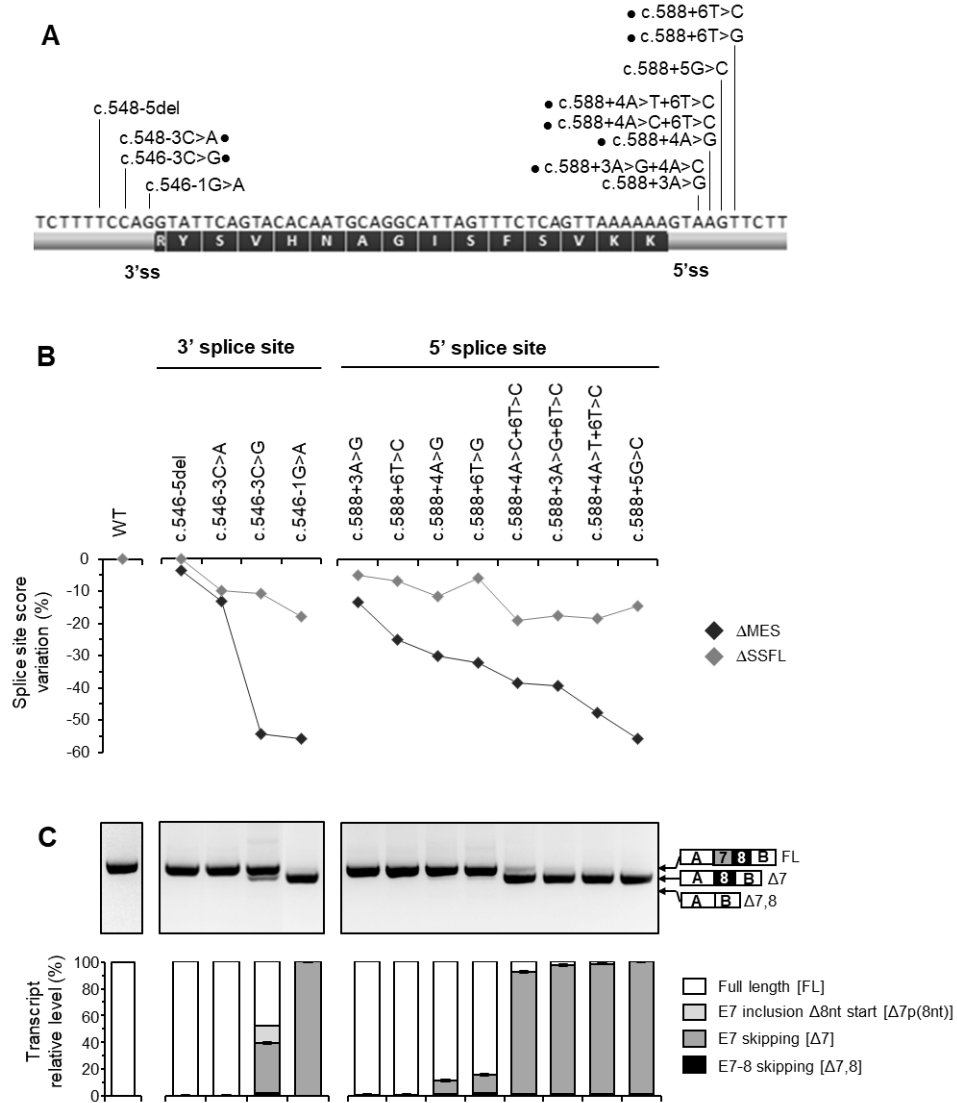 A
● c.588+6T>C
● c.588+6T>G
c.588+5G>C
c.548-5del
● c.588+4A>T+6T>C
● c.588+4A>C+6T>C
c.548-3C>A ●
● c.588+4A>G
c.546-3C>G ●
● c.588+3A>G+4A>C
c.546-1G>A
c.588+3A>G
TCTTTTCCAGGTATTCAGTACACAATGCAGGCATTAGTTTCTCAGTTAAAAAAGTAAGTTCTT
R Y S V H N A G I S F S V K K
3'ss
5'ss
B
3' splice site
5' splice site
WT
c.546-5del
c.546-3C>A
c.546-3C>G
c.546-1G>A
c.588+3A>G
c.588+6T>C
c.588+4A>G
c.588+6T>G
c.588+4A>C+6T>C
c.588+3A>G+6T>C
c.588+4A>T+6T>C
c.588+5G>C
Splice site score
variation (%)
0
-10
-20
-30
-40
-50
-60
ΔMES
ΔSSFL
C
A 7 8 B FL
A 8 B Δ7
A B Δ7,8
Transcript
relative level (%)
100
80
60
40
20
0
Full length [FL]
E7 inclusion Δ8nt start [Δ7p(8nt)]
E7 skipping [Δ7]
E7-8 skipping [Δ7,8]